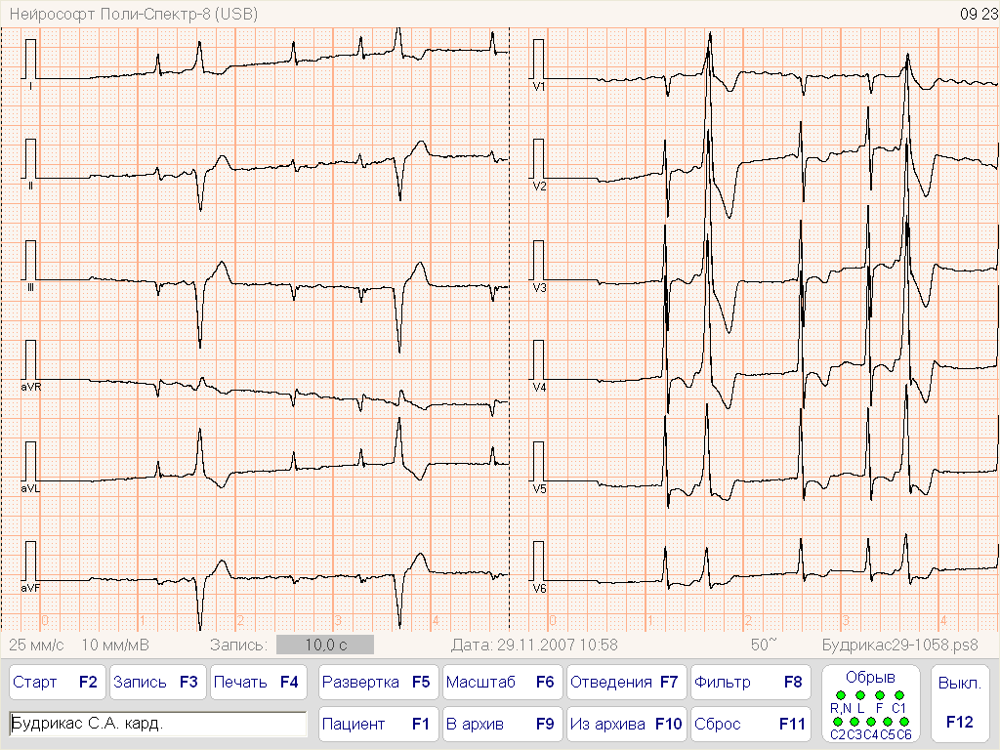 Нейрософт Поли-Спектр-8 (USB) 09 23
I V1
II V2
III V3
aVR V4
aVL V5
aVF V6
0 1 2 3 4 0 1 2 3 4
25 мм/с 10 мм/мВ Запись: 10,0 с Дата: 29.11.2007 10:58 50~ Будрикас29-1058.ps8
Старт F2 Запись F3 Печать F4 Развертка F5 Масштаб F6 Отведения F7 Фильтр F8 Обрыв Выкл.
R,N L F C1
Будрикас С.А. кард. Пациент F1 В архив F9 Из архива F10 Сброс F11 C2C3C4C5C6 F12